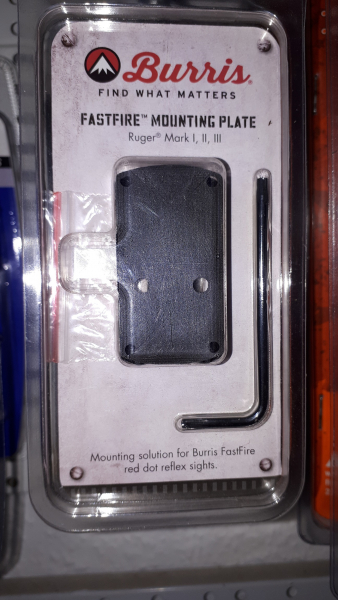 Burris
FIND WHAT MATTERS
FASTFIRE™ MOUNTING PLATE
Ruger® Mark I, II, III
Mounting solution for Burris FastFire
red dot reflex sights.